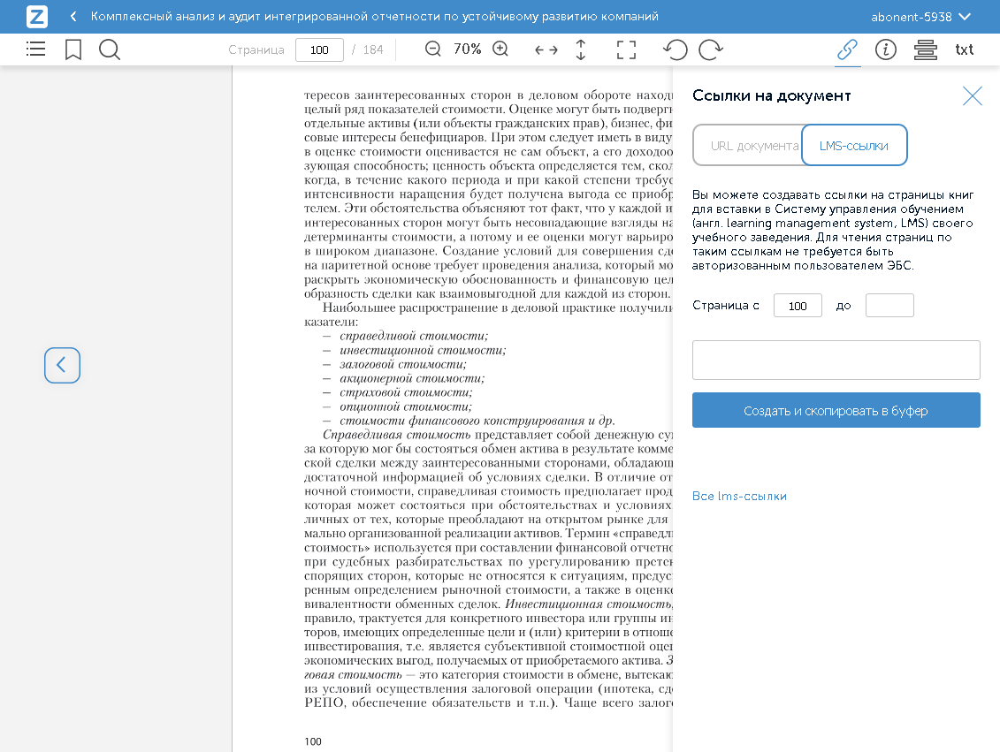 Z
Комплексный анализ и аудит интегрированной отчетности по устойчивому развитию компаний
abonent-5938
Страница 100 / 184
70%
txt
тересов заинтересованных сторон в деловом обороте наход
целый ряд показателей стоимости. Оценке могут быть подверг
отдельные активы (или объекты гражданских прав), бизнес, фи
совые интересы бенефициаров. При этом следует иметь в виду
в оценке стоимости оценивается не сам объект, а его доходоо
зующая способность; ценность объекта определяется тем, скол
когда, в течение какого периода и при какой степени требуе
интенсивности наращения будет получена выгода ее приобр
телем. Эти обстоятельства объясняют тот факт, что у каждой и
интересованных сторон могут быть несовпадающие взгляды на
детерминанты стоимости, а потому и ее оценки могут варьиро
в широком диапазоне. Создание условий для совершения сде
на паритетной основе требует проведения анализа, который мо
раскрыть экономическую обоснованность и финансовую цел
образность сделки как взаимовыгодной для каждой из сторон.
Наибольшее распространение в деловой практике получили
казатели:
— справедливой стоимости;
— инвестиционной стоимости;
— залоговой стоимости;
— акционерной стоимости;
— страховой стоимости;
— опционной стоимости;
— стоимости финансового конструирования и др.
Справедливая стоимость представляет собой денежную су
за которую мог бы состояться обмен актива в результате комме
ской сделки между заинтересованными сторонами, обладающ
достаточной информацией об условиях сделки. В отличие от
ночной стоимости, справедливая стоимость предполагает прод
которая может состояться при обстоятельствах и условиях,
личных от тех, которые преобладают на открытом рынке для
мально организованной реализации активов. Термин «справедл
стоимость» используется при составлении финансовой отчетно
при судебных разбирательствах по урегулированию претен
спорящих сторон, которые не относятся к ситуациям, предус
ренным определением рыночной стоимости, а также в оценке
вивалентности обменных сделок. Инвестиционная стоимость,
правило, трактуется для конкретного инвестора или группы ин
торов, имеющих определенные цели и (или) критерии в отноше
инвестирования, т.е. является субъективной стоимостной оцен
экономических выгод, получаемых от приобретаемого актива. З
говая стоимость — это категория стоимости в обмене, вытекаю
из условий осуществления залоговой операции (ипотека, сде
РЕПО, обеспечение обязательств и т.п.). Чаще всего залого
100
Ссылки на документ
URL документа
LMS-ссылки
Вы можете создавать ссылки на страницы книг
для вставки в Систему управления обучением
(англ. learning management system, LMS) своего
учебного заведения. Для чтения страниц по
таким ссылкам не требуется быть
авторизованным пользователем ЭБС.
Страница с 100 до
Создать и скопировать в буфер
Все lms-ссылки